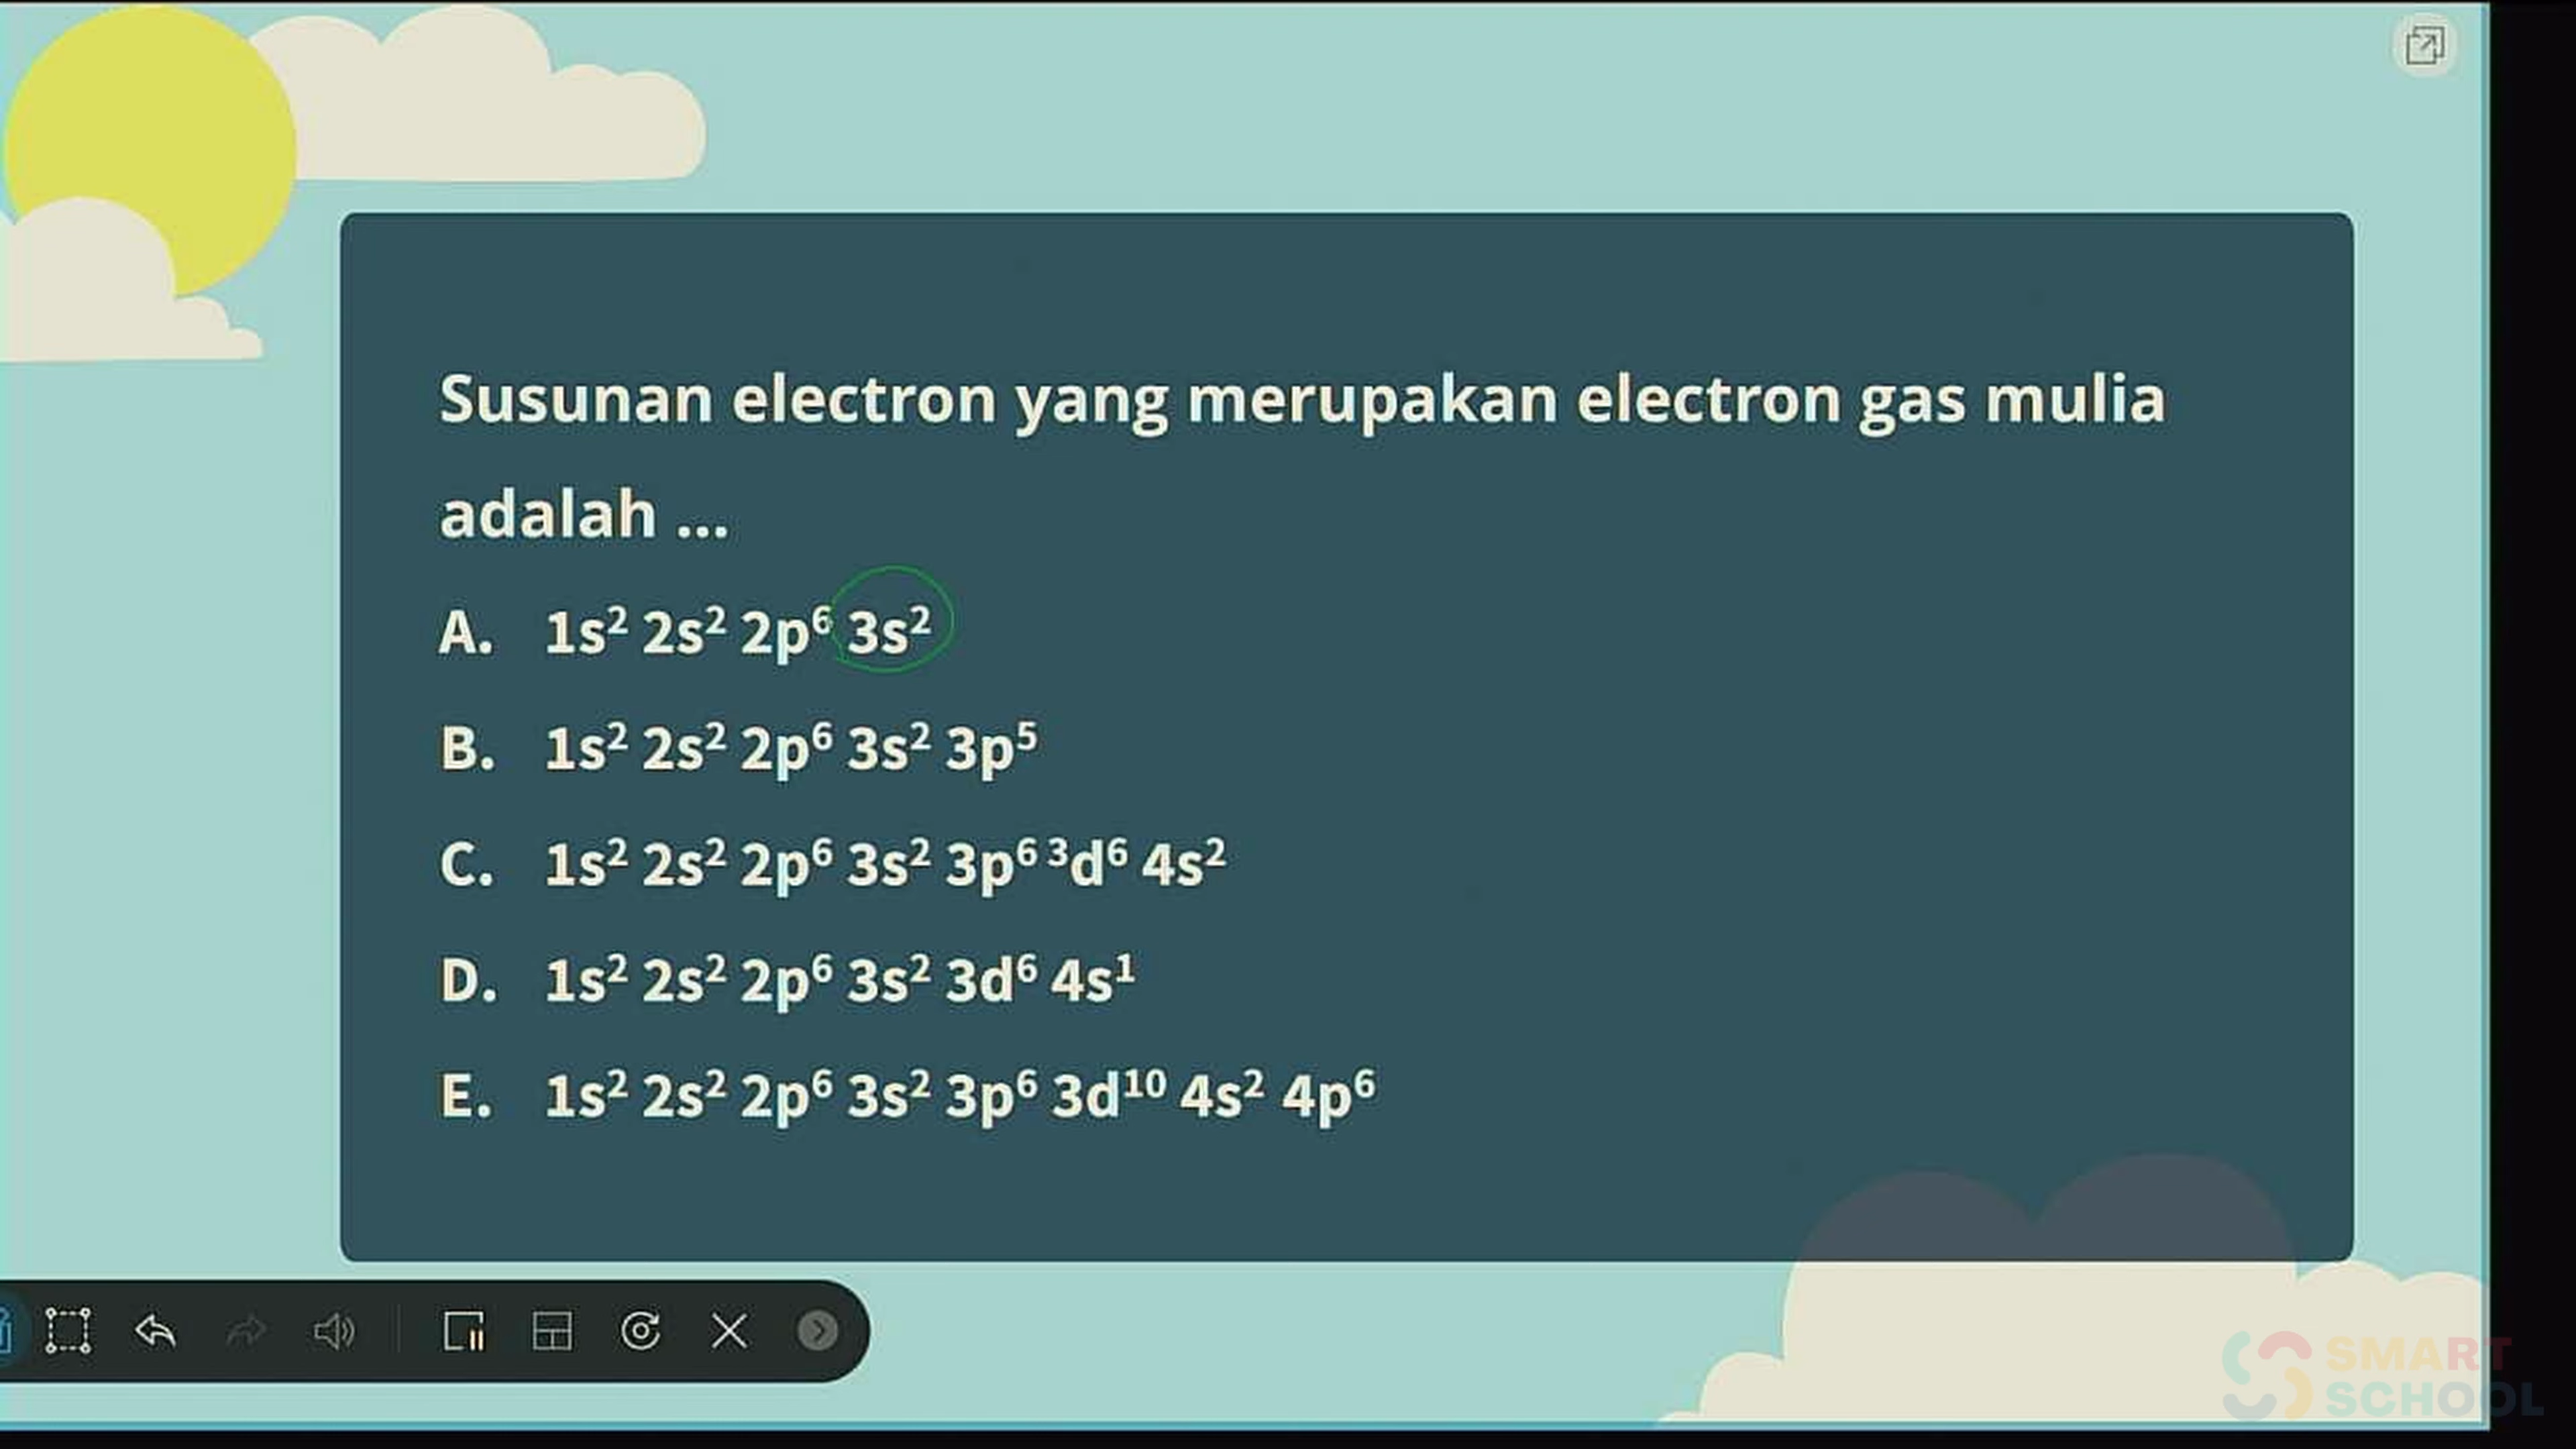 Susunan electron yang merupakan electron gas mulia
adalah ...
A. 1s² 2s² 2p⁶ 3s²
B. 1s² 2s² 2p⁶ 3s² 3p⁵
C. 1s² 2s² 2p⁶ 3s² 3p⁶ ³d⁶ 4s²
D. 1s² 2s² 2p⁶ 3s² 3d⁶ 4s¹
E. 1s² 2s² 2p⁶ 3s² 3p⁶ 3d¹⁰ 4s² 4p⁶
SMART
SCHOOL